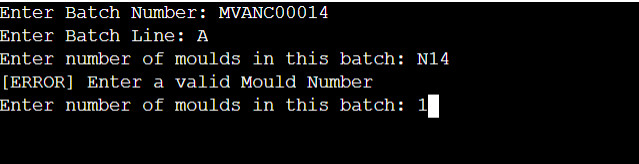 Enter Batch Number: MVANC00014
Enter Batch Line: A
Enter number of moulds in this batch: N14
[ERROR] Enter a valid Mould Number
Enter number of moulds in this batch: 1